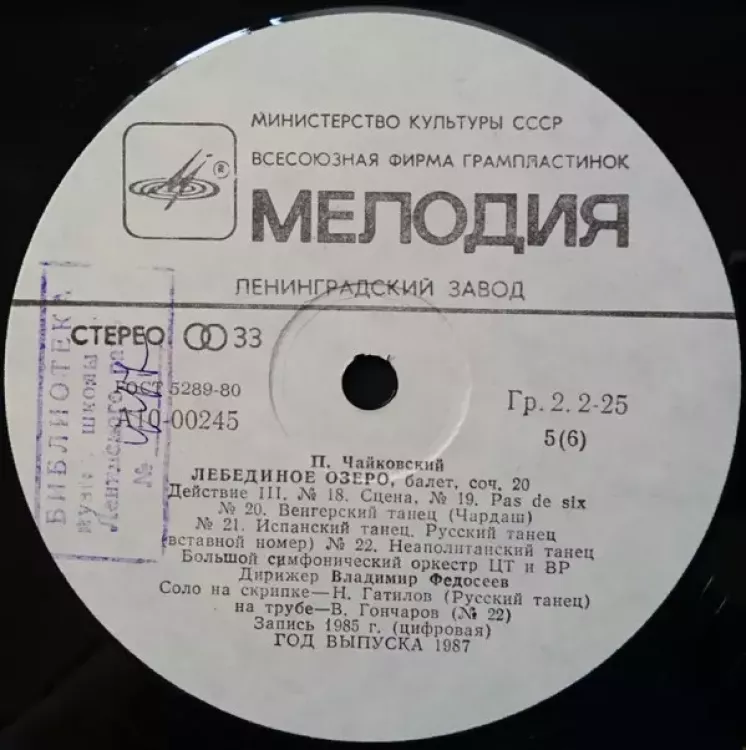 МИНИСТЕРСТВО КУЛЬТУРЫ СССР
ВСЕСОЮЗНАЯ ФИРМА ГРАМПЛАСТИНОК
®
МЕЛОДИЯ
ЛЕНИНГРАДСКИЙ ЗАВОД
СТЕРЕО 33
ГОСТ 5289-80
А10-00245
Гр. 2. 2-25
5(6)
П. Чайковский
ЛЕБЕДИНОЕ ОЗЕРО, балет, соч. 20
Действие III. № 18. Сцена, № 19. Pas de six
№ 20. Венгерский танец (Чардаш)
№ 21. Испанский танец. Русский танец
(вставной номер) № 22. Неаполитанский танец
Большой симфонический оркестр ЦТ и ВР
Дирижер Владимир Федосеев
Соло на скрипке—Н. Гатилов (Русский танец)
на трубе—В. Гончаров (№ 22)
Запись 1985 г. (цифровая)
ГОД ВЫПУСКА 1987
БИБЛИОТЕКА
школы
№